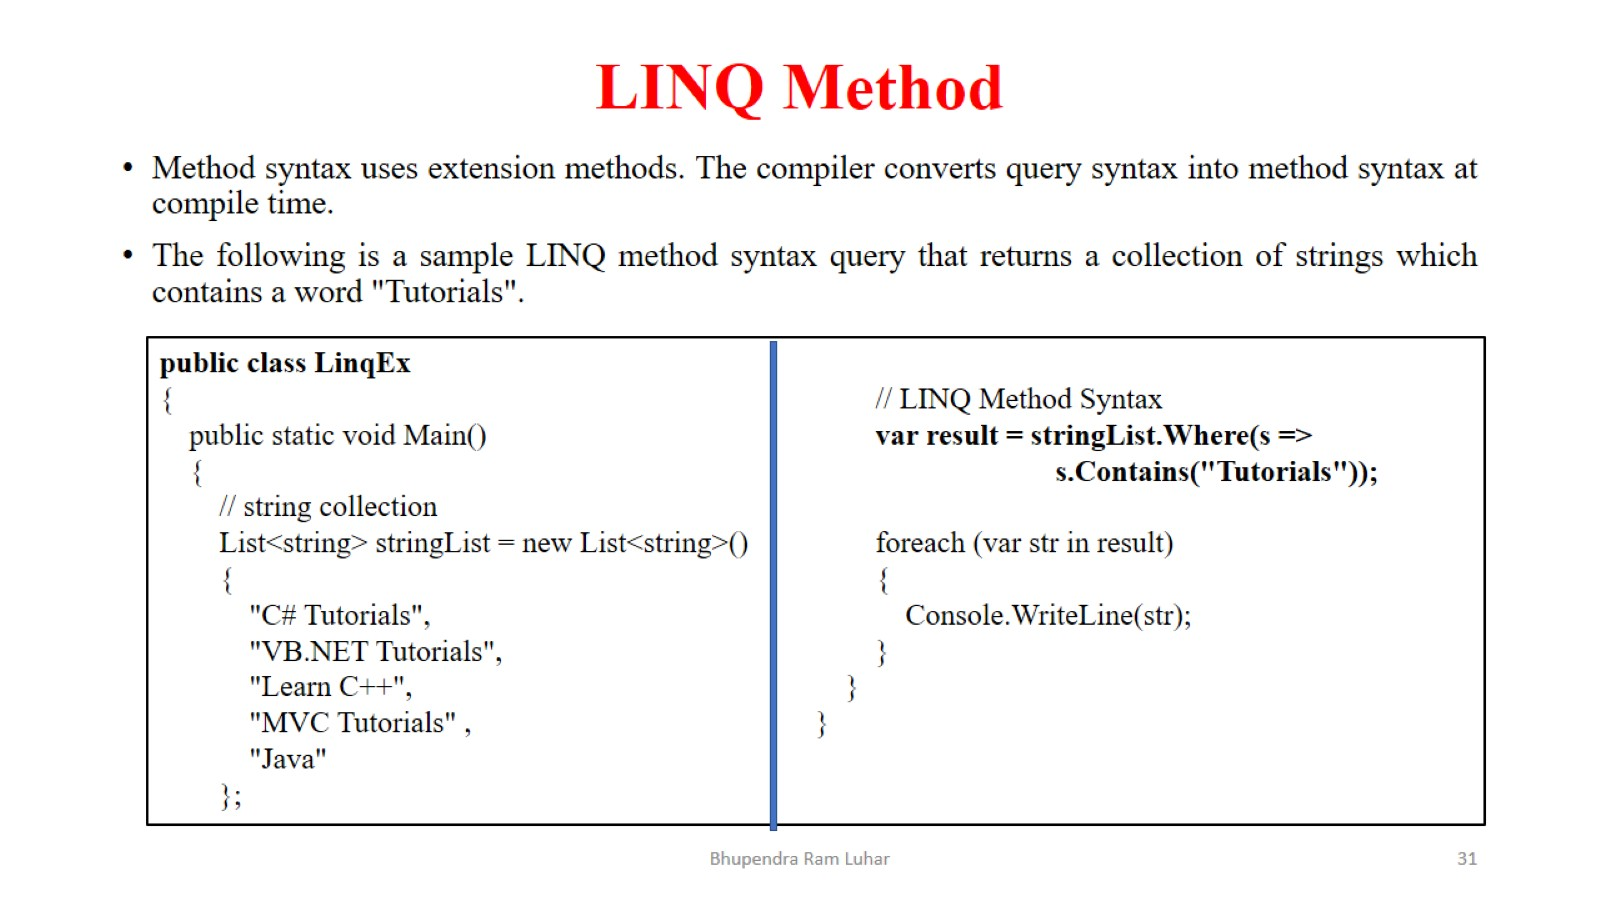 LINQ Method
• Method syntax uses extension methods. The compiler converts query syntax into method syntax at
compile time.
• The following is a sample LINQ method syntax query that returns a collection of strings which
contains a word "Tutorials".
public class LinqEx
{
public static void Main()
{
// string collection
List<string> stringList = new List<string>()
{
"C# Tutorials",
"VB.NET Tutorials",
"Learn C++",
"MVC Tutorials" ,
"Java"
};
// LINQ Method Syntax
var result = stringList.Where(s =>
s.Contains("Tutorials"));
foreach (var str in result)
{
Console.WriteLine(str);
}
}
}
Bhupendra Ram Luhar
31